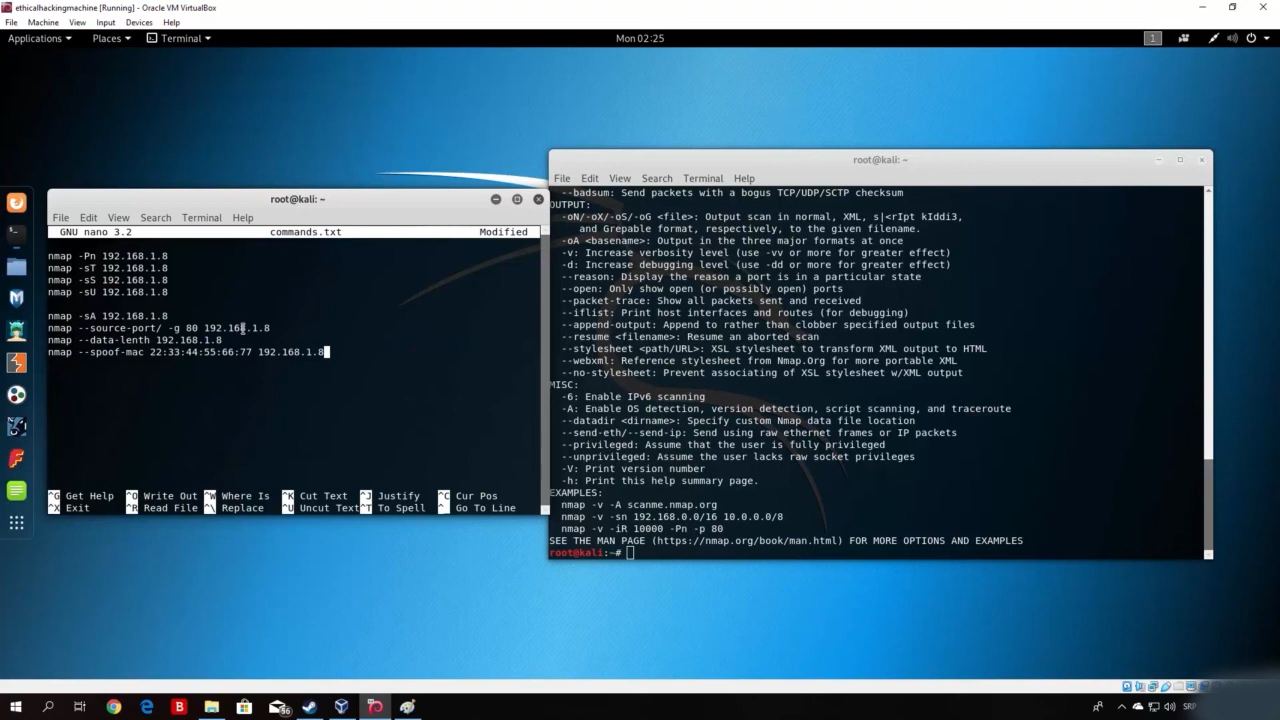 ethicalhackingmachine [Running] - Oracle VM VirtualBox
File Machine View Input Devices Help
Applications Places Terminal Mon 02:25 1
root@kali: ~
File Edit View Search Terminal Help
GNU nano 3.2 commands.txt Modified
nmap -Pn 192.168.1.8
nmap -sT 192.168.1.8
nmap -sS 192.168.1.8
nmap -sU 192.168.1.8
nmap -sA 192.168.1.8
nmap --source-port/ -g 80 192.168.1.8
nmap --data-lenth 192.168.1.8
nmap --spoof-mac 22:33:44:55:66:77 192.168.1.8
^G Get Help ^O Write Out ^W Where Is ^K Cut Text ^J Justify ^C Cur Pos
^X Exit ^R Read File ^\ Replace ^U Uncut Text ^T To Spell ^_ Go To Line
root@kali: ~
File Edit View Search Terminal Help
--badsum: Send packets with a bogus TCP/UDP/SCTP checksum
OUTPUT:
-oN/-oX/-oS/-oG <file>: Output scan in normal, XML, s|<rIpt kIddi3,
and Grepable format, respectively, to the given filename.
-oA <basename>: Output in the three major formats at once
-v: Increase verbosity level (use -vv or more for greater effect)
-d: Increase debugging level (use -dd or more for greater effect)
--reason: Display the reason a port is in a particular state
--open: Only show open (or possibly open) ports
--packet-trace: Show all packets sent and received
--iflist: Print host interfaces and routes (for debugging)
--append-output: Append to rather than clobber specified output files
--resume <filename>: Resume an aborted scan
--stylesheet <path/URL>: XSL stylesheet to transform XML output to HTML
--webxml: Reference stylesheet from Nmap.Org for more portable XML
--no-stylesheet: Prevent associating of XSL stylesheet w/XML output
MISC:
-6: Enable IPv6 scanning
-A: Enable OS detection, version detection, script scanning, and traceroute
--datadir <dirname>: Specify custom Nmap data file location
--send-eth/--send-ip: Send using raw ethernet frames or IP packets
--privileged: Assume that the user is fully privileged
--unprivileged: Assume the user lacks raw socket privileges
-V: Print version number
-h: Print this help summary page.
EXAMPLES:
nmap -v -A scanme.nmap.org
nmap -v -sn 192.168.0.0/16 10.0.0.0/8
nmap -v -iR 10000 -Pn -p 80
SEE THE MAN PAGE (https://nmap.org/book/man.html) FOR MORE OPTIONS AND EXAMPLES
root@kali:~#
B
SRP